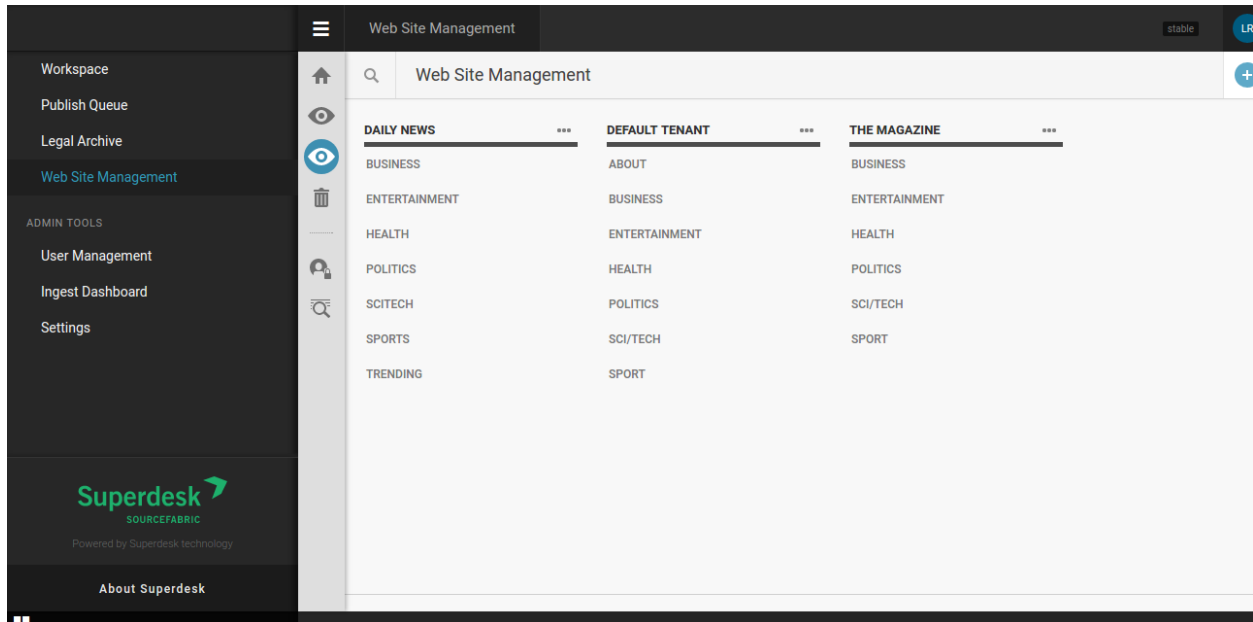 Web Site Management
stable
LR
Workspace
Publish Queue
Legal Archive
Web Site Management
ADMIN TOOLS
User Management
Ingest Dashboard
Settings
Superdesk
SOURCEFABRIC
Powered by Superdesk technology
About Superdesk
Web Site Management
DAILY NEWS
BUSINESS
ENTERTAINMENT
HEALTH
POLITICS
SCITECH
SPORTS
TRENDING
DEFAULT TENANT
ABOUT
BUSINESS
ENTERTAINMENT
HEALTH
POLITICS
SCI/TECH
SPORT
THE MAGAZINE
BUSINESS
ENTERTAINMENT
HEALTH
POLITICS
SCI/TECH
SPORT